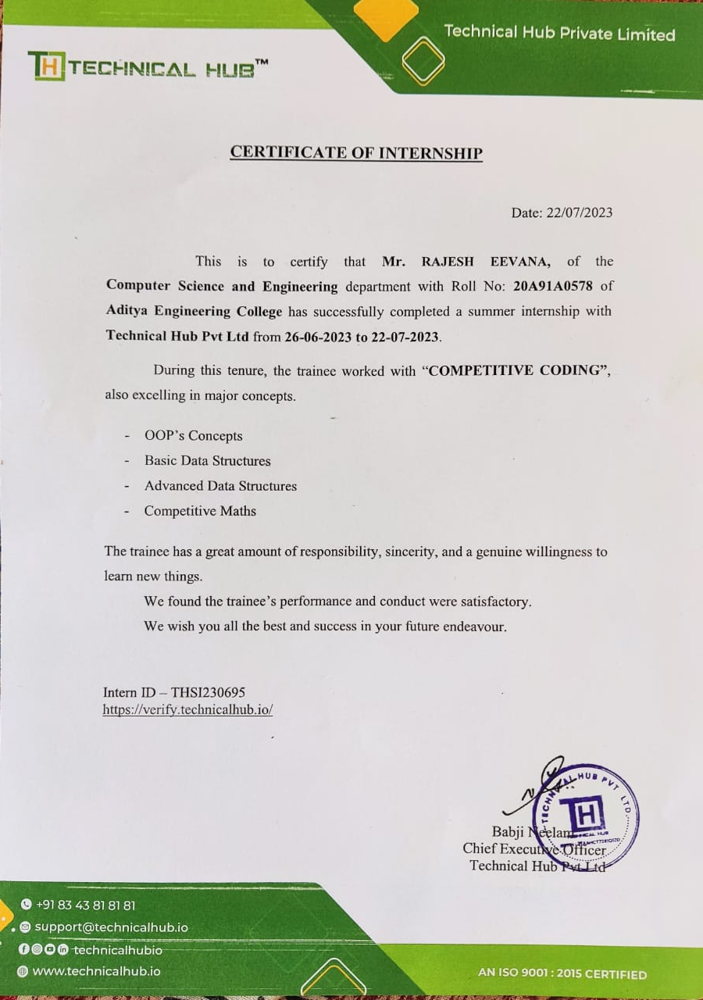 Technical Hub Private Limited
TH TECHNICAL HUB™
CERTIFICATE OF INTERNSHIP
Date: 22/07/2023
This is to certify that Mr. RAJESH EEVANA, of the
Computer Science and Engineering department with Roll No: 20A91A0578 of
Aditya Engineering College has successfully completed a summer internship with
Technical Hub Pvt Ltd from 26-06-2023 to 22-07-2023.
During this tenure, the trainee worked with “COMPETITIVE CODING”,
also excelling in major concepts.
- OOP’s Concepts
- Basic Data Structures
- Advanced Data Structures
- Competitive Maths
The trainee has a great amount of responsibility, sincerity, and a genuine willingness to
learn new things.
We found the trainee’s performance and conduct were satisfactory.
We wish you all the best and success in your future endeavour.
Intern ID – THSI230695
https://verify.technicalhub.io/
TECHNICAL HUB PVT LTD.
TH
Babji Neelam
Chief Executive Officer
Technical Hub Pvt Ltd
+91 83 43 81 81 81
support@technicalhub.io
technicalhubio
www.technicalhub.io
AN ISO 9001 : 2015 CERTIFIED